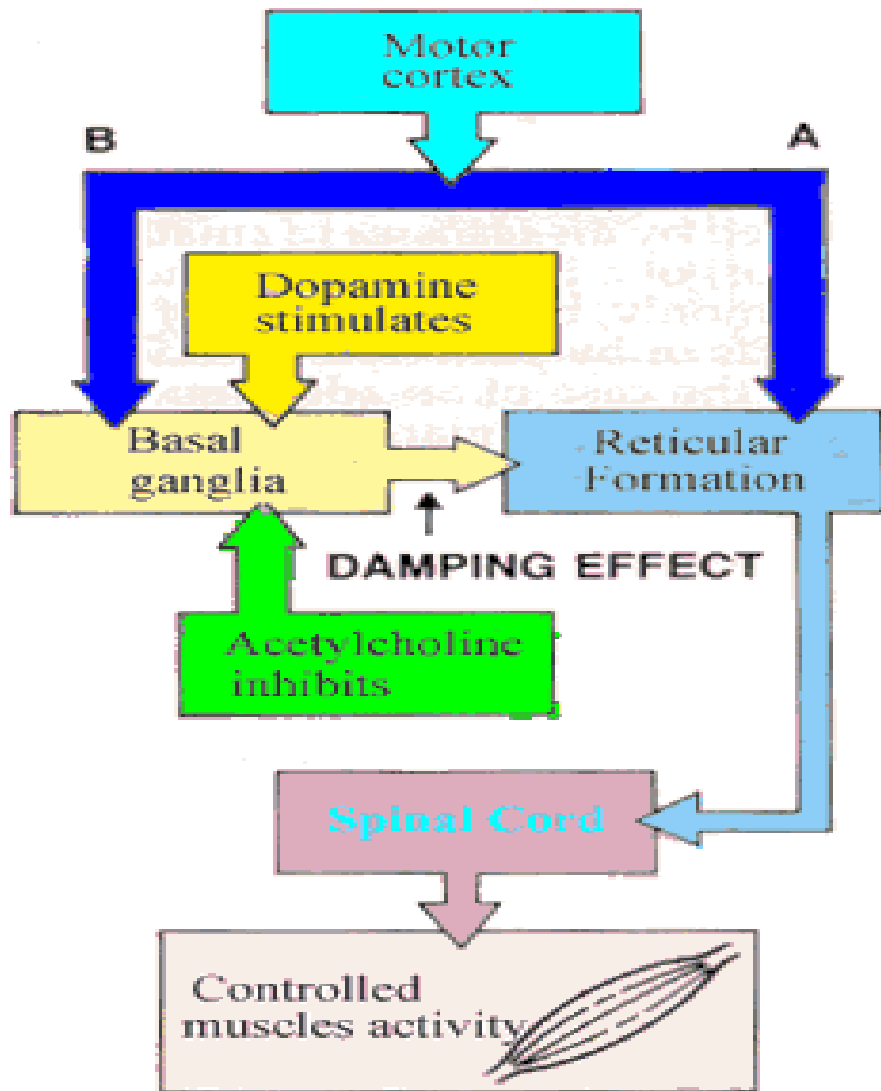 Motor
cortex
B
A
Dopamine
stimulates
Basal
ganglia
Reticular
Formation
DAMPING EFFECT
Acetylcholine
inhibits
Spinal Cord
Controlled
muscles activity